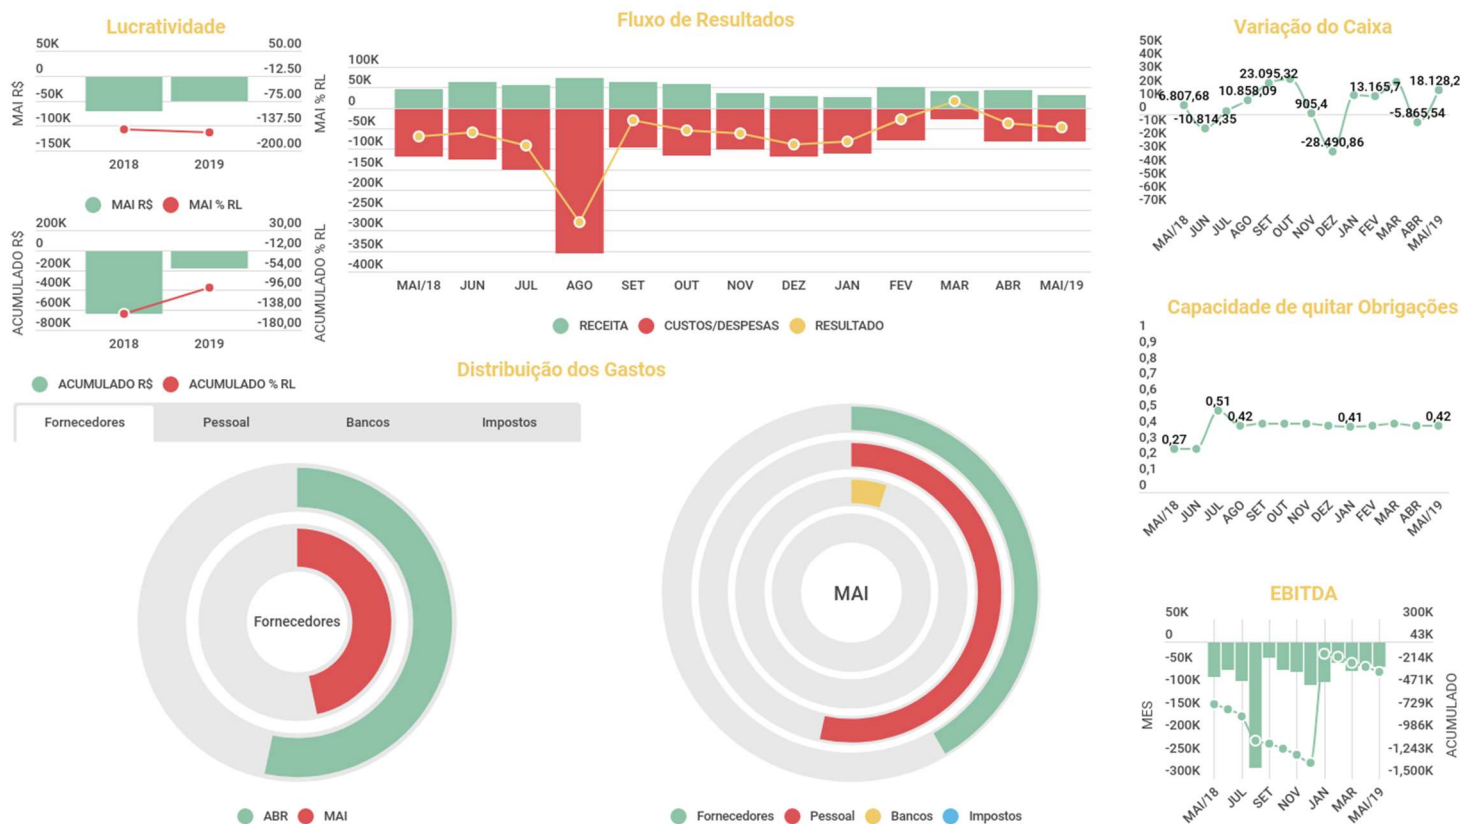 Lucratividade
50K
0
-50K
-100K
-150K
MAI R$
50.00
-12.50
-75.00
-137.50
-200.00
MAI % RL
2018
2019
MAI R$
MAI % RL
200K
0
-200K
-400K
-600K
-800K
ACUMULADO R$
30,00
-12,00
-54,00
-96,00
-138,00
-180,00
ACUMULADO % RL
2018
2019
ACUMULADO R$
ACUMULADO % RL
Fluxo de Resultados
100K
50K
0
-50K
-100K
-150K
-200K
-250K
-300K
-350K
-400K
MAI/18
JUN
JUL
AGO
SET
OUT
NOV
DEZ
JAN
FEV
MAR
ABR
MAI/19
RECEITA
CUSTOS/DESPESAS
RESULTADO
Distribuição dos Gastos
Fornecedores
Pessoal
Bancos
Impostos
Fornecedores
ABR
MAI
MAI
Fornecedores
Pessoal
Bancos
Impostos
Variação do Caixa
50K
40K
30K
20K
10K
0
-10K
-20K
-30K
-40K
-50K
-60K
-70K
6.807,68
-10.814,35
10.858,09
23.095,32
905,4
-28.490,86
13.165,7
-5.865,54
18.128,2
MAI/18
JUN
JUL
AGO
SET
OUT
NOV
DEZ
JAN
FEV
MAR
ABR
MAI/19
Capacidade de quitar Obrigações
1
0,9
0,8
0,7
0,6
0,5
0,4
0,3
0,2
0,1
0
0,27
0,51
0,42
0,41
0,42
MAI/18
JUN
JUL
AGO
SET
OUT
NOV
DEZ
JAN
FEV
MAR
ABR
MAI/19
EBITDA
50K
0
-50K
-100K
-150K
-200K
-250K
-300K
MES
300K
43K
-214K
-471K
-729K
-986K
-1,243K
-1,500K
ACUMULADO
MAI/18
JUL
SET
NOV
JAN
MAR
MAI/19